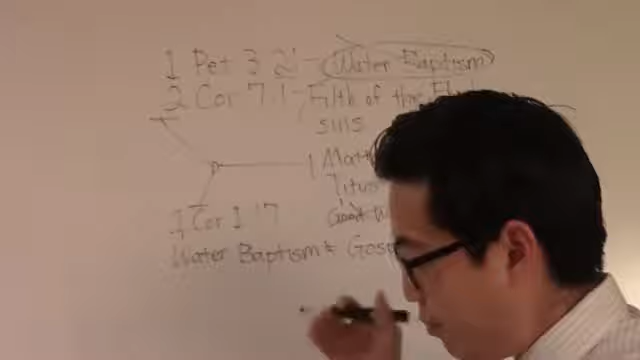 1 Pet 3 21 - Water Baptism
2 Cor 7:1 - Filth of the Fl
sins
Matt
Titus
Good W
1 Cor 1:17
Water Baptism ≠ Gosp